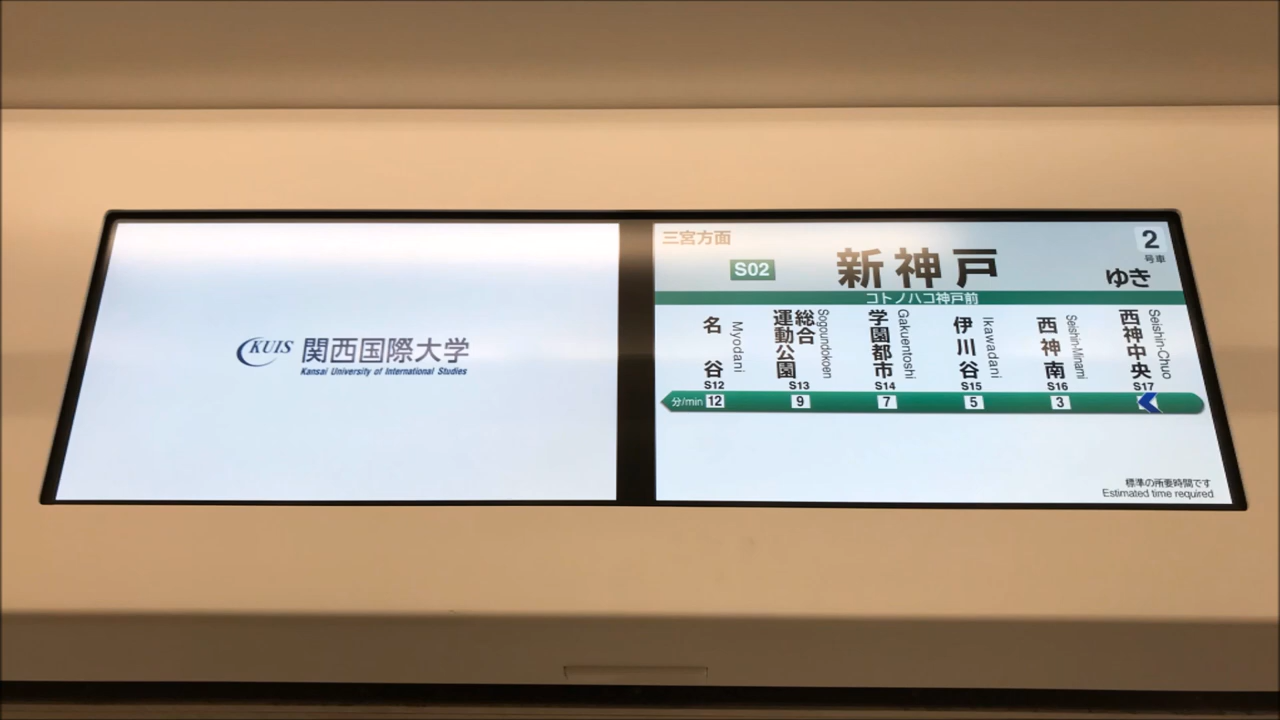 KUIS 関西国際大学
Kansai University of International Studies
三宮方面
S02
新神戸
ゆき
2
号車
コトノハコ神戸前
名谷
Myodani
S12
総合運動公園
Sogoundokoen
S13
学園都市
Gakuentoshi
S14
伊川谷
Ikawadani
S15
西神南
Seishin-Minami
S16
西神中央
Seishin-Chuo
S17
分/min 12 9 7 5 3
標準の所要時間です
Estimated time required